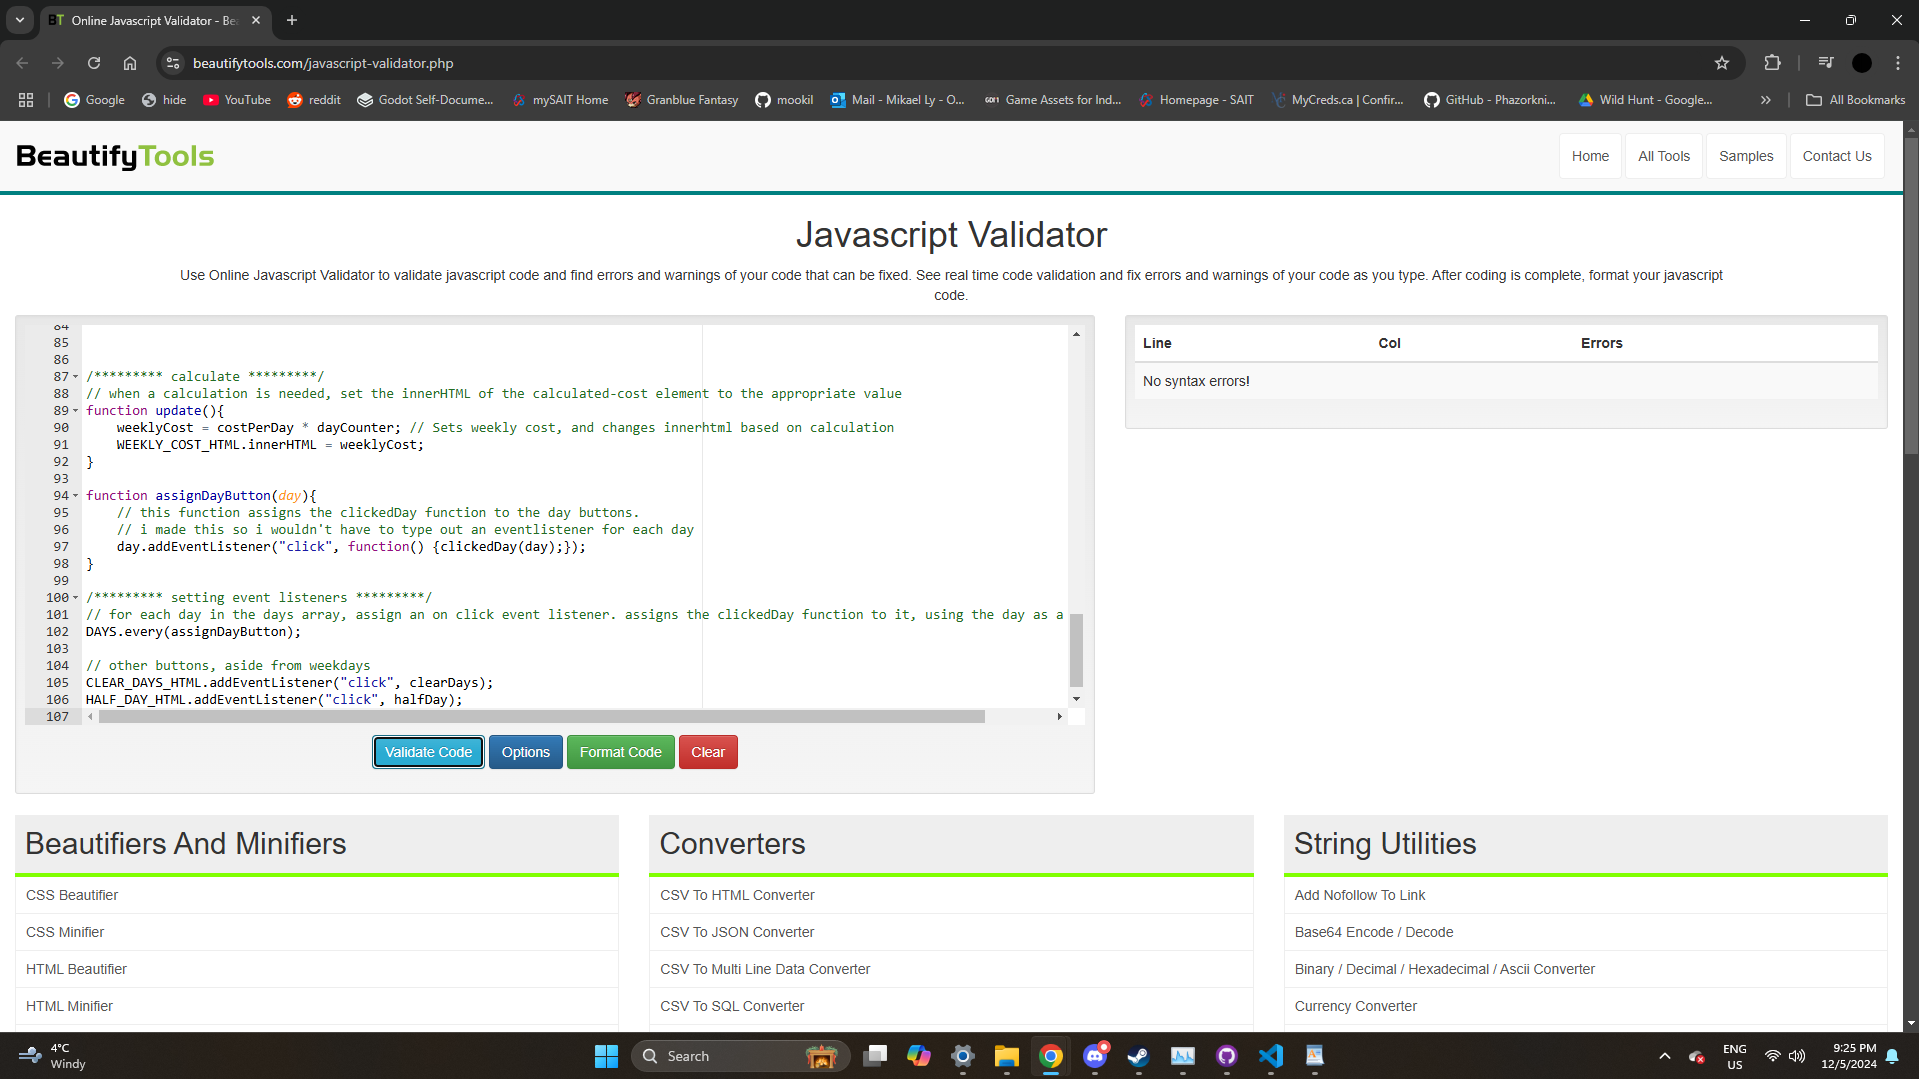 BT Online Javascript Validator - Be
beautifytools.com/javascript-validator.php
Google
hide
YouTube
reddit
Godot Self-Docume...
mySAIT Home
Granblue Fantasy
mookil
Mail - Mikael Ly - O...
Game Assets for Ind...
Homepage - SAIT
MyCreds.ca | Confir...
GitHub - Phazorkni...
Wild Hunt - Google...
All Bookmarks
BeautifyTools
Home
All Tools
Samples
Contact Us
Javascript Validator
Use Online Javascript Validator to validate javascript code and find errors and warnings of your code that can be fixed. See real time code validation and fix errors and warnings of your code as you type. After coding is complete, format your javascript
code.
84
85
86
87 /********* calculate *********/
88 // when a calculation is needed, set the innerHTML of the calculated-cost element to the appropriate value
89 function update(){
90 weeklyCost = costPerDay * dayCounter; // Sets weekly cost, and changes innerhtml based on calculation
91 WEEKLY_COST_HTML.innerHTML = weeklyCost;
92 }
93
94 function assignDayButton(day){
95 // this function assigns the clickedDay function to the day buttons.
96 // i made this so i wouldn't have to type out an eventlistener for each day
97 day.addEventListener("click", function() {clickedDay(day);});
98 }
99
100 /********* setting event listeners *********/
101 // for each day in the days array, assign an on click event listener. assigns the clickedDay function to it, using the day as a
102 DAYS.every(assignDayButton);
103
104 // other buttons, aside from weekdays
105 CLEAR_DAYS_HTML.addEventListener("click", clearDays);
106 HALF_DAY_HTML.addEventListener("click", halfDay);
107
Line Col Errors
No syntax errors!
Validate Code
Options
Format Code
Clear
Beautifiers And Minifiers
CSS Beautifier
CSS Minifier
HTML Beautifier
HTML Minifier
Converters
CSV To HTML Converter
CSV To JSON Converter
CSV To Multi Line Data Converter
CSV To SQL Converter
String Utilities
Add Nofollow To Link
Base64 Encode / Decode
Binary / Decimal / Hexadecimal / Ascii Converter
Currency Converter
4°C
Windy
Search
ENG
US
9:25 PM
12/5/2024